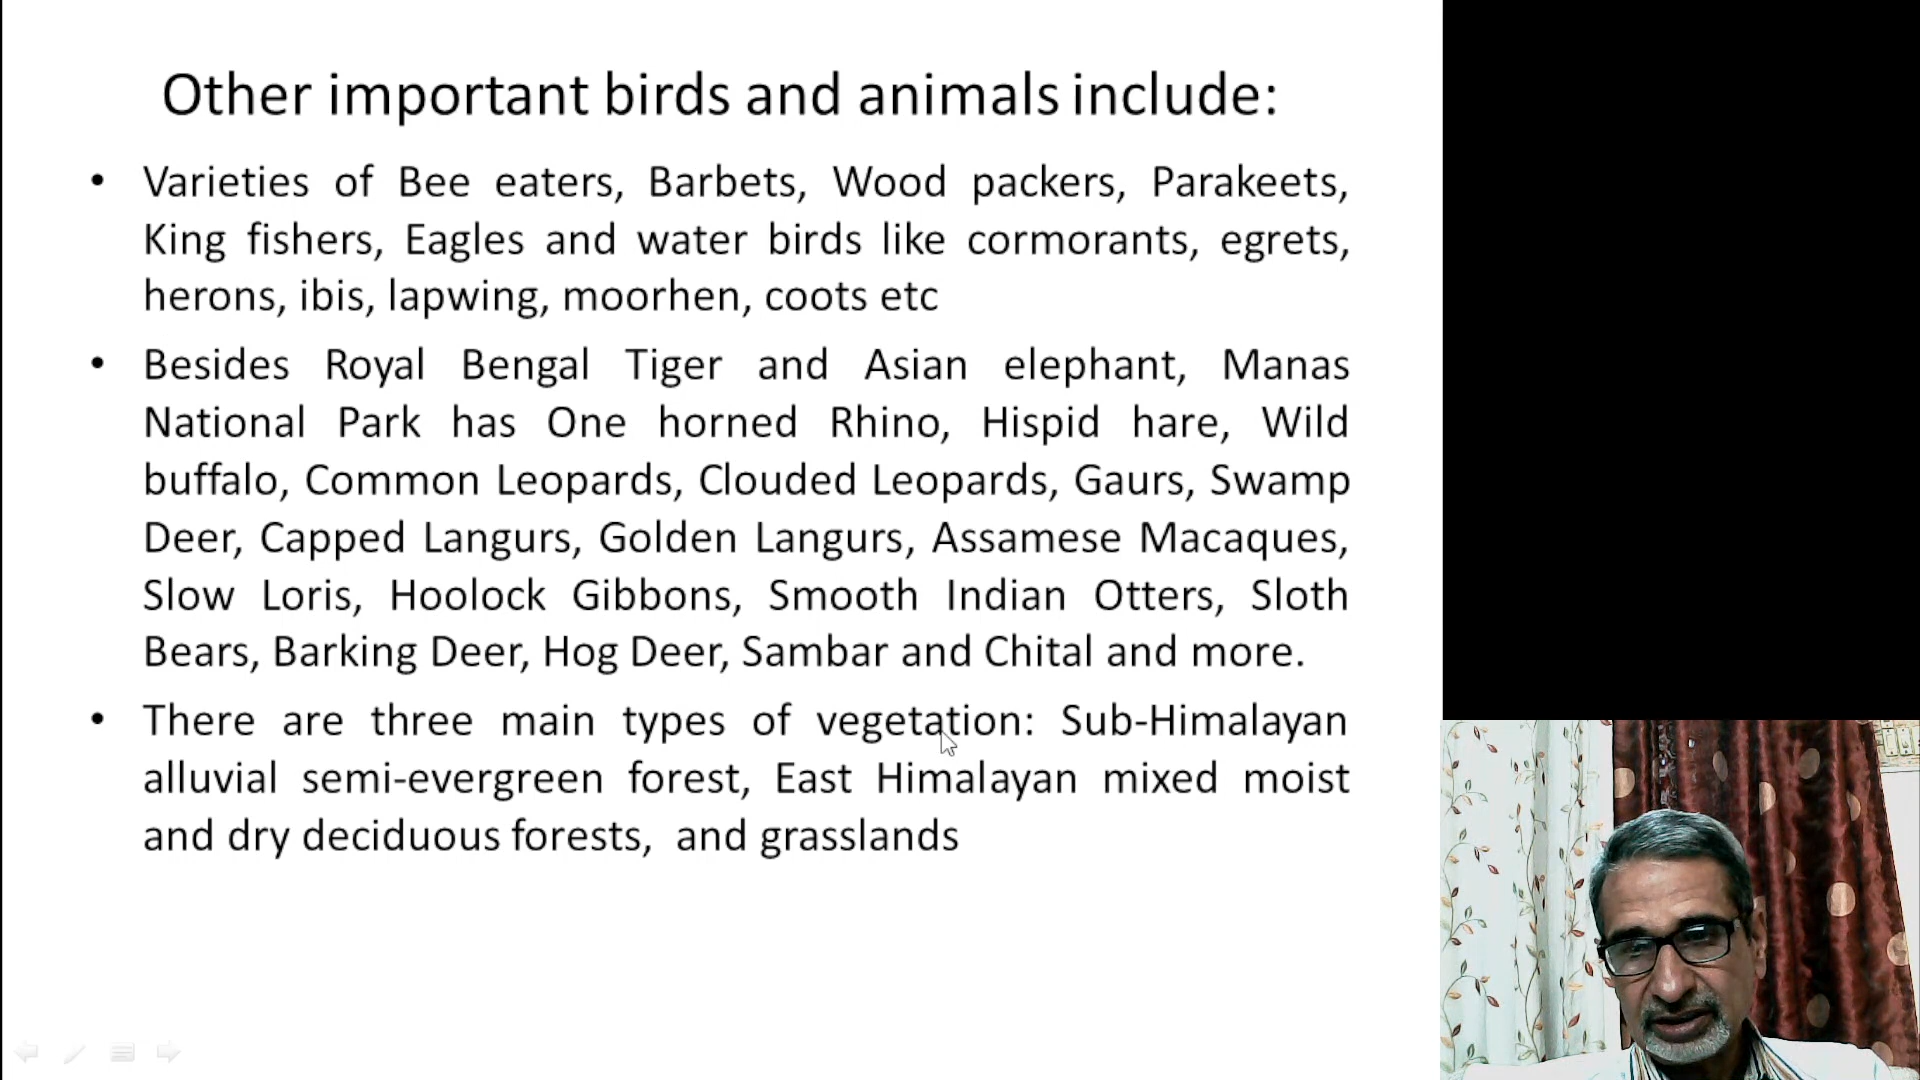 Other important birds and animals include:
• Varieties of Bee eaters, Barbets, Wood packers, Parakeets,
King fishers, Eagles and water birds like cormorants, egrets,
herons, ibis, lapwing, moorhen, coots etc
• Besides Royal Bengal Tiger and Asian elephant, Manas
National Park has One horned Rhino, Hispid hare, Wild
buffalo, Common Leopards, Clouded Leopards, Gaurs, Swamp
Deer, Capped Langurs, Golden Langurs, Assamese Macaques,
Slow Loris, Hoolock Gibbons, Smooth Indian Otters, Sloth
Bears, Barking Deer, Hog Deer, Sambar and Chital and more.
• There are three main types of vegetation: Sub-Himalayan
alluvial semi-evergreen forest, East Himalayan mixed moist
and dry deciduous forests,  and grasslands